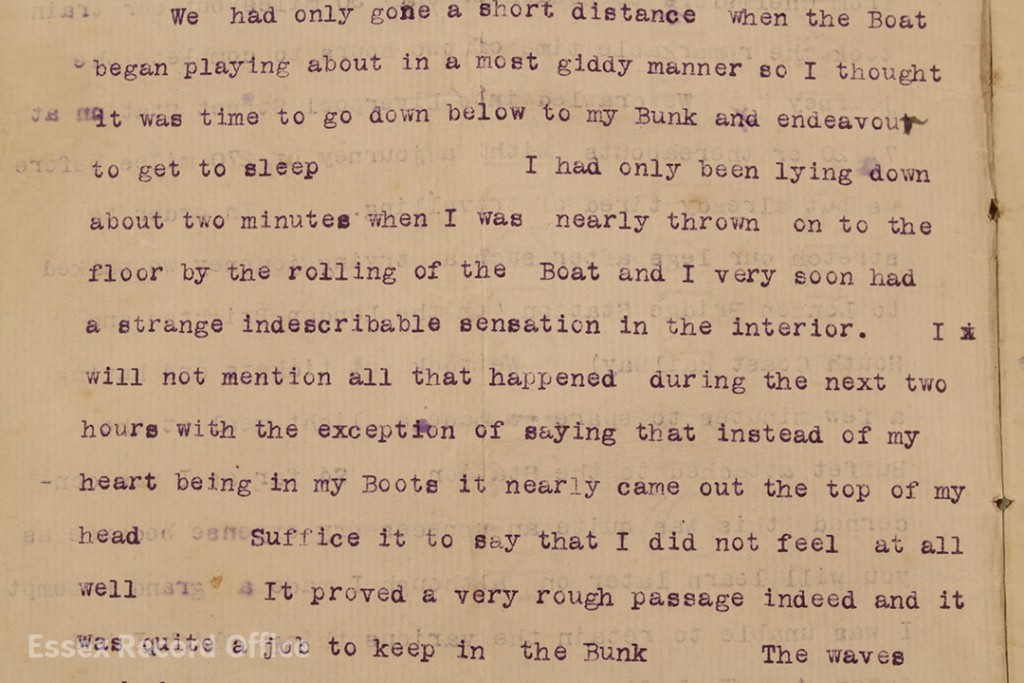 We had only gone a short distance when the Boat
began playing about in a most giddy manner so I thought
it was time to go down below to my Bunk and endeavour
to get to sleep I had only been lying down
about two minutes when I was nearly thrown on to the
floor by the rolling of the Boat and I very soon had
a strange indescribable sensation in the interior. I
will not mention all that happened during the next two
hours with the exception of saying that instead of my
- heart being in my Boots it nearly came out the top of my
head Suffice it to say that I did not feel at all
well It proved a very rough passage indeed and it
was quite a job to keep in the Bunk The waves
Essex Record Office